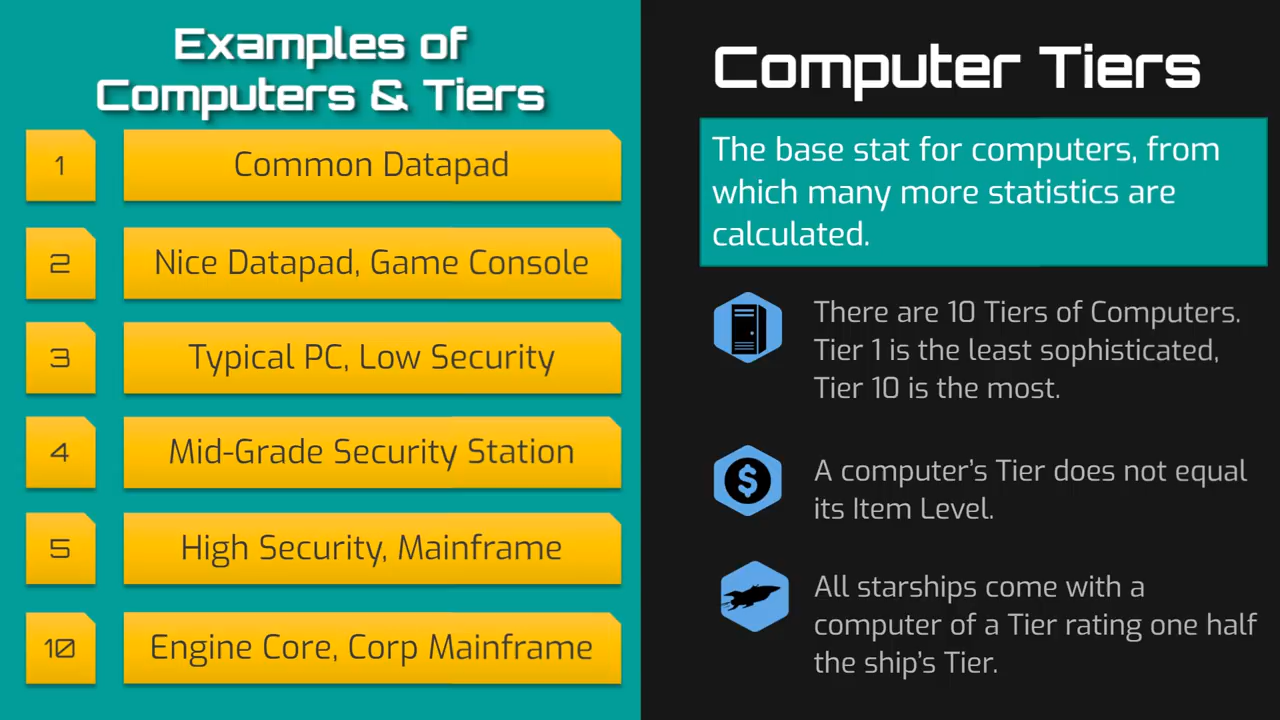 Examples of
Computers & Tiers
1
Common Datapad
2
Nice Datapad, Game Console
3
Typical PC, Low Security
4
Mid-Grade Security Station
5
High Security, Mainframe
10
Engine Core, Corp Mainframe
Computer Tiers
The base stat for computers, from
which many more statistics are
calculated.
There are 10 Tiers of Computers.
Tier 1 is the least sophisticated,
Tier 10 is the most.
$
A computer's Tier does not equal
its Item Level.
All starships come with a
computer of a Tier rating one half
the ship's Tier.